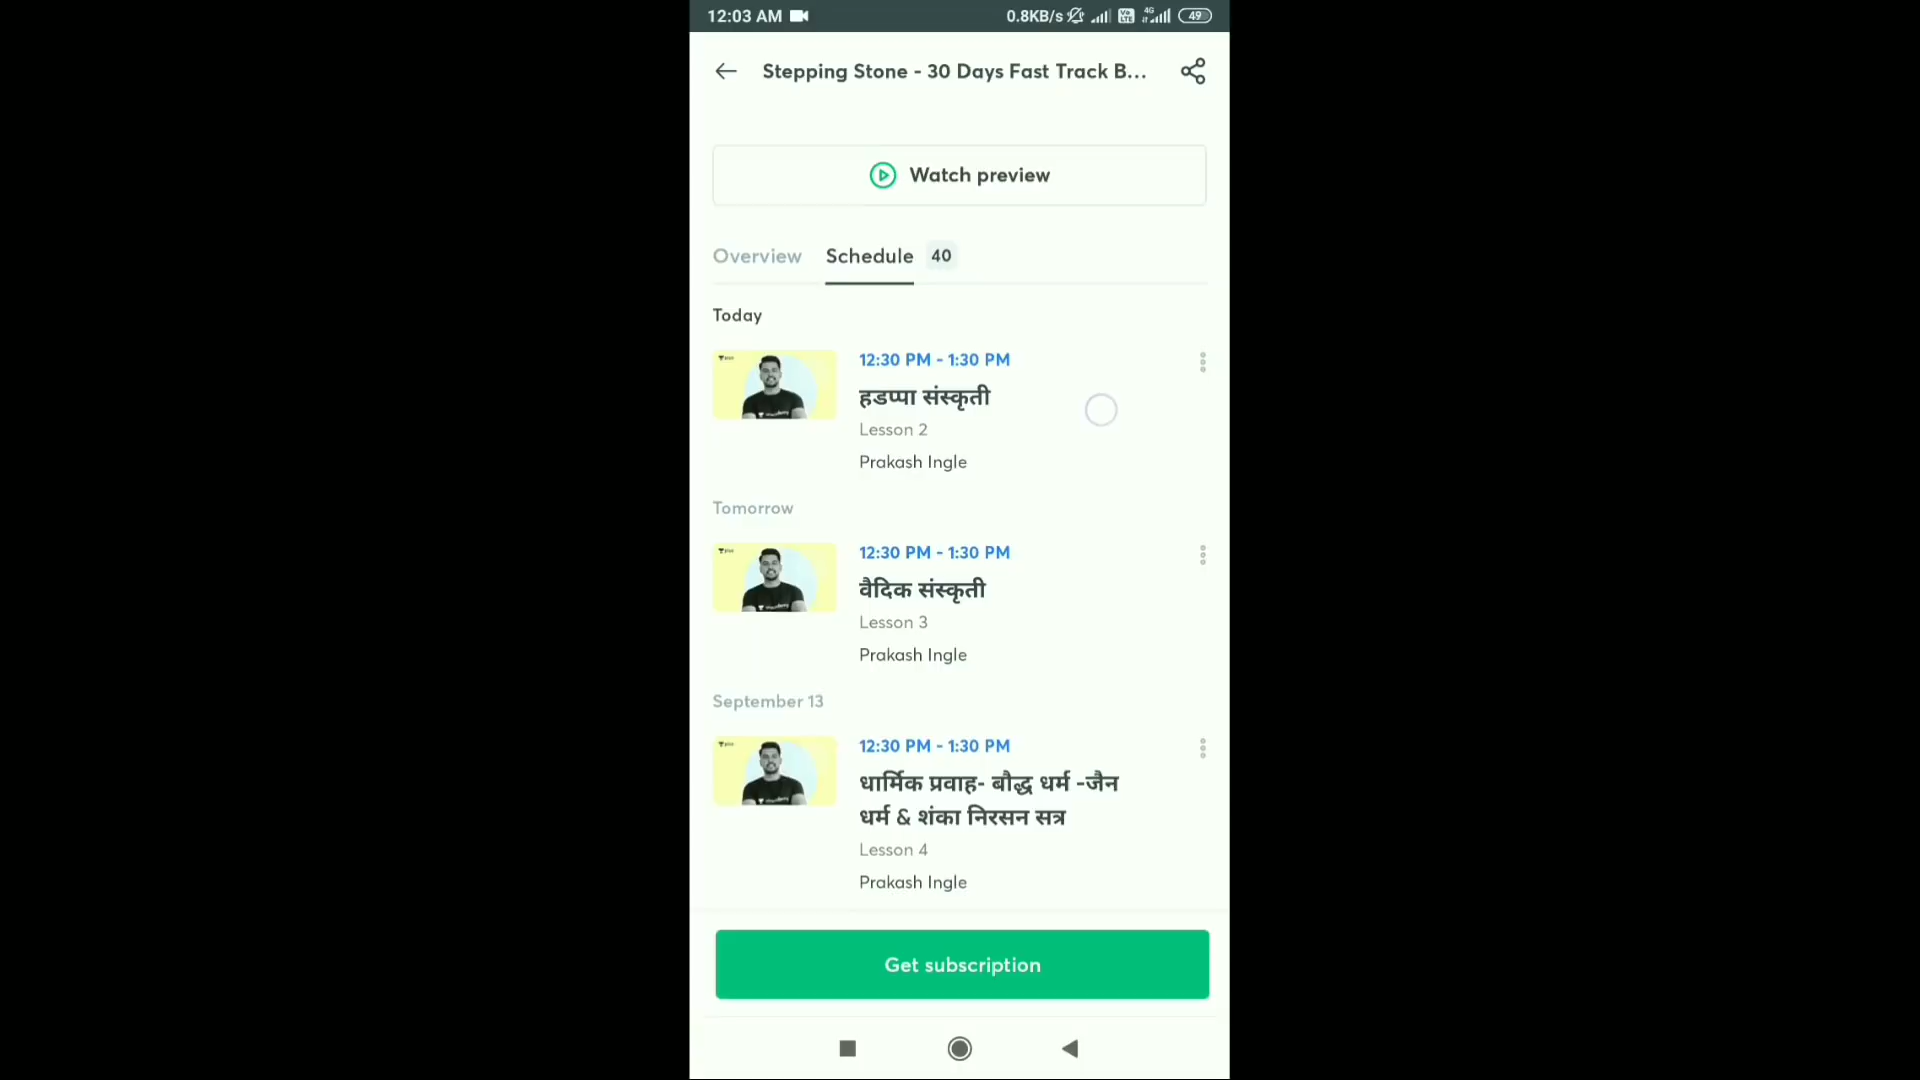 12:03 AM 0.8KB/s 4G 49
Stepping Stone - 30 Days Fast Track B...
Watch preview
Overview Schedule 40
Today
12:30 PM - 1:30 PM
हडप्पा संस्कृती
Lesson 2
Prakash Ingle
Tomorrow
12:30 PM - 1:30 PM
वैदिक संस्कृती
Lesson 3
Prakash Ingle
September 13
12:30 PM - 1:30 PM
धार्मिक प्रवाह- बौद्ध धर्म -जैन
धर्म & शंका निरसन सत्र
Lesson 4
Prakash Ingle
Get subscription